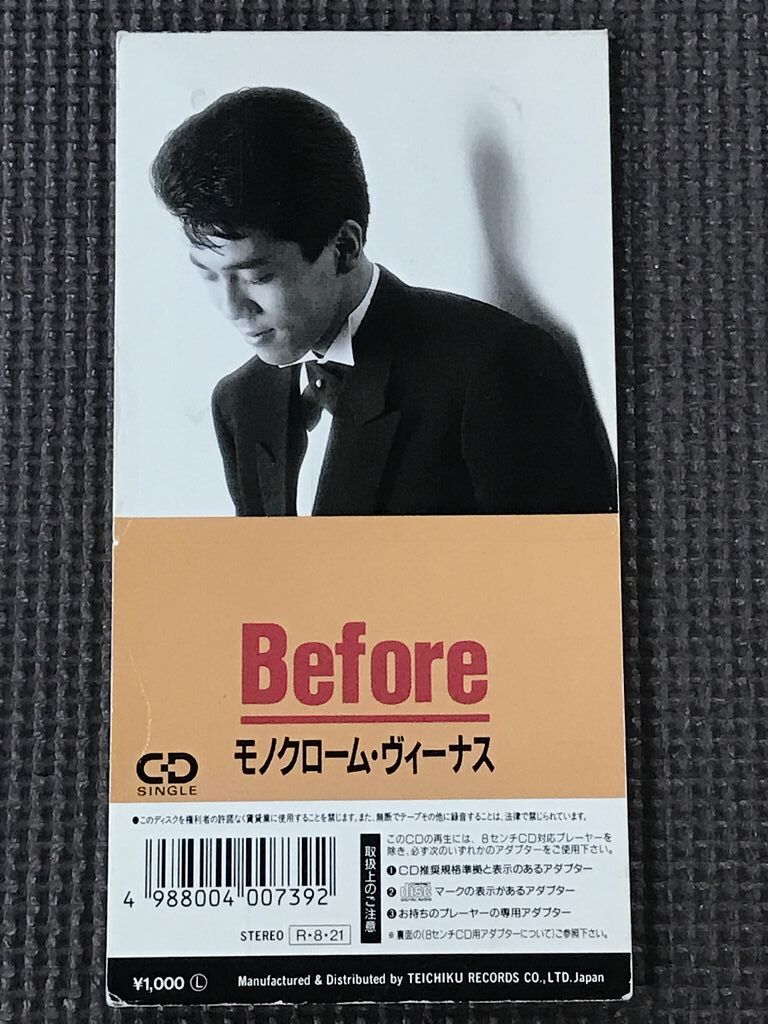 Before
モノクローム・ヴィーナス
CD
SINGLE
●このディスクを権利者の許諾なく賃貸業に使用することを禁じます。また、無断でテープその他に録音することは、法律で禁じられています。
4 988004 007392
STEREO R・8・21
取扱上のご注意
このCDの再生には、8センチCD対応プレーヤーを
除き、必ず次のいずれかのアダプターをご使用下さい。
❶CD推奨規格準拠と表示のあるアダプター
❷ disc マークの表示があるアダプター
❸お持ちのプレーヤーの専用アダプター
※裏面の(8センチCD用アダプターについて)ご参照下さい。
¥1,000 Ⓛ Manufactured & Distributed by TEICHIKU RECORDS CO.,LTD.Japan